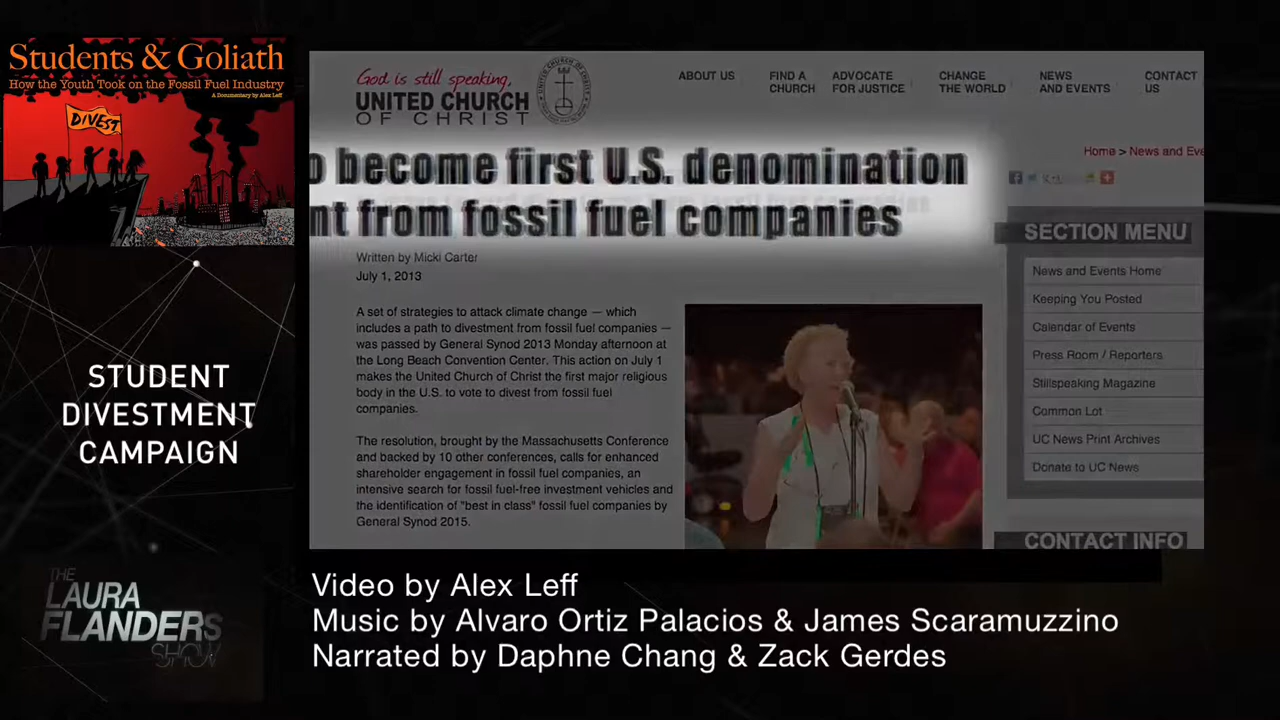 Students & Goliath
How the Youth Took on the Fossil Fuel Industry
A Documentary by Alex Leff
DIVEST
STUDENT
DIVESTMENT
CAMPAIGN
THE
LAURA
FLANDERS
SHOW
God is still speaking,
UNITED CHURCH
OF CHRIST
ABOUT US
FIND A
CHURCH
ADVOCATE
FOR JUSTICE
CHANGE
THE WORLD
NEWS
AND EVENTS
CONTACT
US
Home > News and Eve
o become first U.S. denomination
nt from fossil fuel companies
Written by Micki Carter
July 1, 2013
A set of strategies to attack climate change — which
includes a path to divestment from fossil fuel companies —
was passed by General Synod 2013 Monday afternoon at
the Long Beach Convention Center. This action on July 1
makes the United Church of Christ the first major religious
body in the U.S. to vote to divest from fossil fuel
companies.
The resolution, brought by the Massachusetts Conference
and backed by 10 other conferences, calls for enhanced
shareholder engagement in fossil fuel companies, an
intensive search for fossil fuel-free investment vehicles and
the identification of "best in class" fossil fuel companies by
General Synod 2015.
SECTION MENU
News and Events Home
Keeping You Posted
Calendar of Events
Press Room / Reporters
Stillspeaking Magazine
Common Lot
UC News Print Archives
Donate to UC News
CONTACT INFO
Video by Alex Leff
Music by Alvaro Ortiz Palacios & James Scaramuzzino
Narrated by Daphne Chang & Zack Gerdes